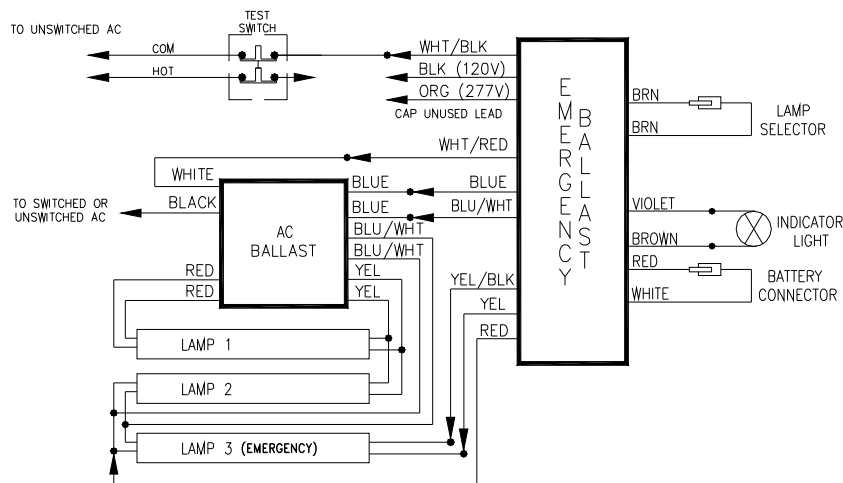 TEST
SWITCH
TO UNSWITCHED AC
COM
HOT
WHT/BLK
BLK (120V)
ORG (277V)
CAP UNUSED LEAD
EMERGENCY
BALLAST
BRN
BRN
LAMP
SELECTOR
WHT/RED
WHITE
BLACK
TO SWITCHED OR
UNSWITCHED AC
AC
BALLAST
BLUE
BLUE
BLUE
BLU/WHT
BLU/WHT
BLU/WHT
VIOLET
BROWN
INDICATOR
LIGHT
RED
WHITE
BATTERY
CONNECTOR
RED
RED
YEL
YEL
YEL/BLK
YEL
RED
LAMP 1
LAMP 2
LAMP 3 (EMERGENCY)